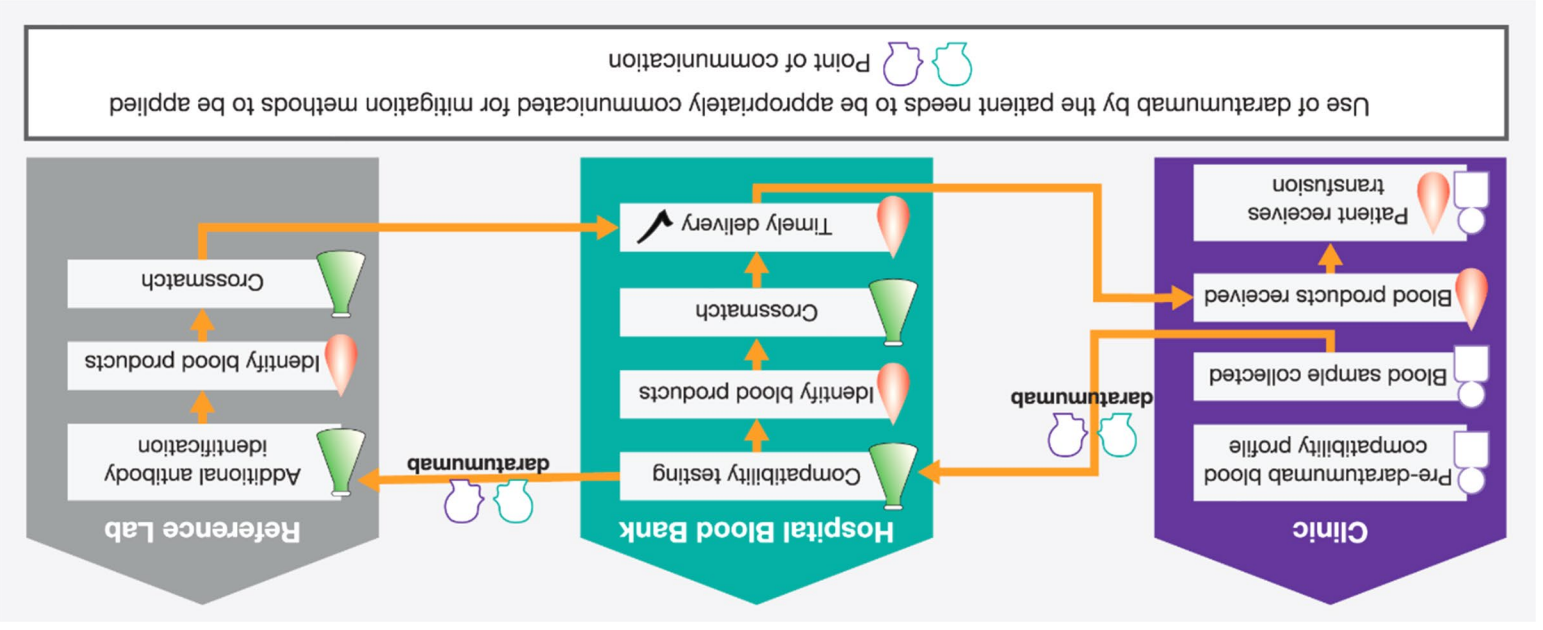 Clinic
Pre-daratumumab blood
compatibility profile
Blood sample collected
Blood products received
Patient receives
transfusion
daratumumab
Hospital Blood Bank
Compatibility testing
Identify blood products
Crossmatch
Timely delivery
daratumumab
Reference Lab
Additional antibody
identification
Identify blood products
Crossmatch
Use of daratumumab by the patient needs to be appropriately communicated for mitigation methods to be applied
Point of communication